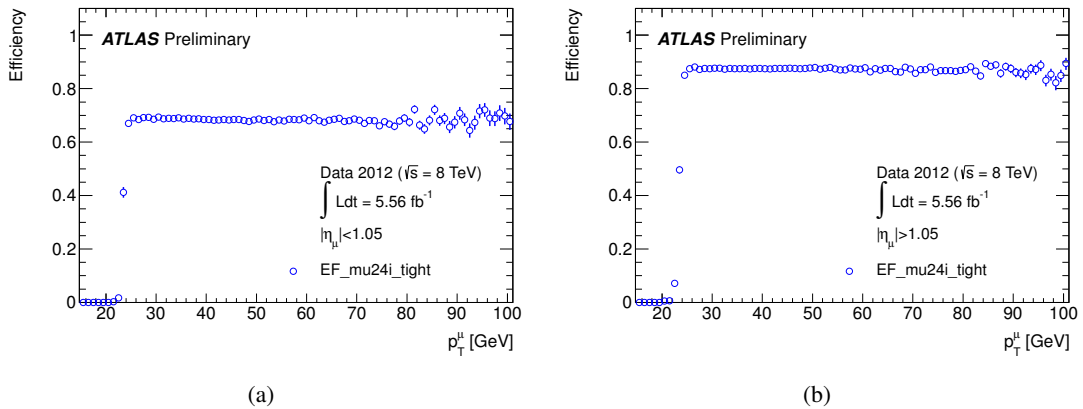 Efficiency
1
0.8
0.6
0.4
0.2
0
ATLAS Preliminary
Data 2012 (√s = 8 TeV)
∫ Ldt = 5.56 fb⁻¹
|η_μ|<1.05
EF_mu24i_tight
20 30 40 50 60 70 80 90 100
p_T^μ [GeV]
(a)
Efficiency
1
0.8
0.6
0.4
0.2
0
ATLAS Preliminary
Data 2012 (√s = 8 TeV)
∫ Ldt = 5.56 fb⁻¹
|η_μ|>1.05
EF_mu24i_tight
20 30 40 50 60 70 80 90 100
p_T^μ [GeV]
(b)